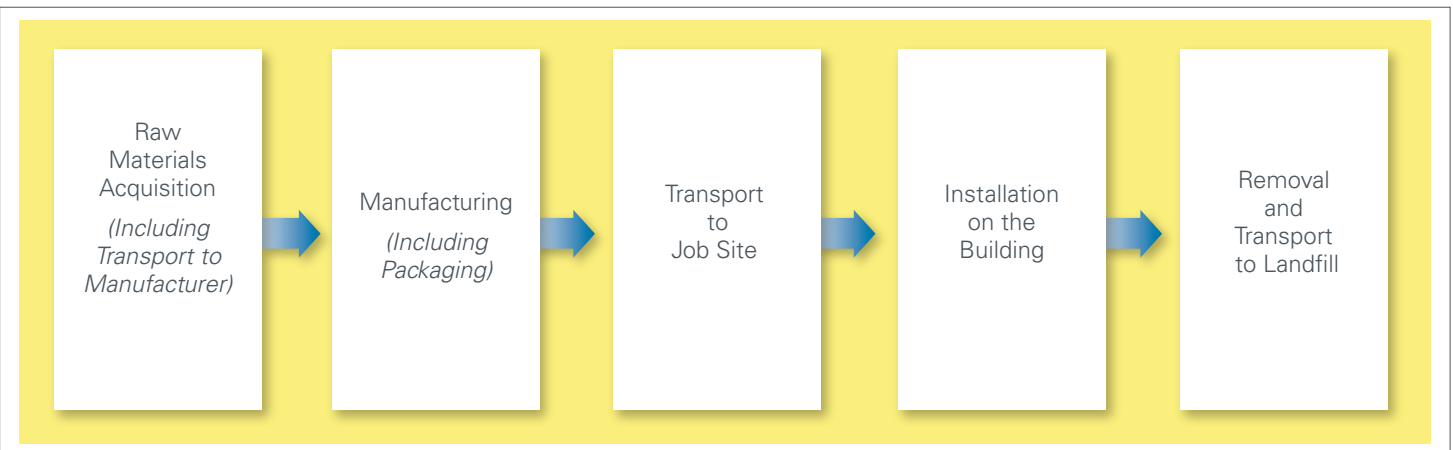 Raw
Materials
Acquisition
(Including
Transport to
Manufacturer)
Manufacturing
(Including
Packaging)
Transport
to
Job Site
Installation
on the
Building
Removal
and
Transport
to Landfill